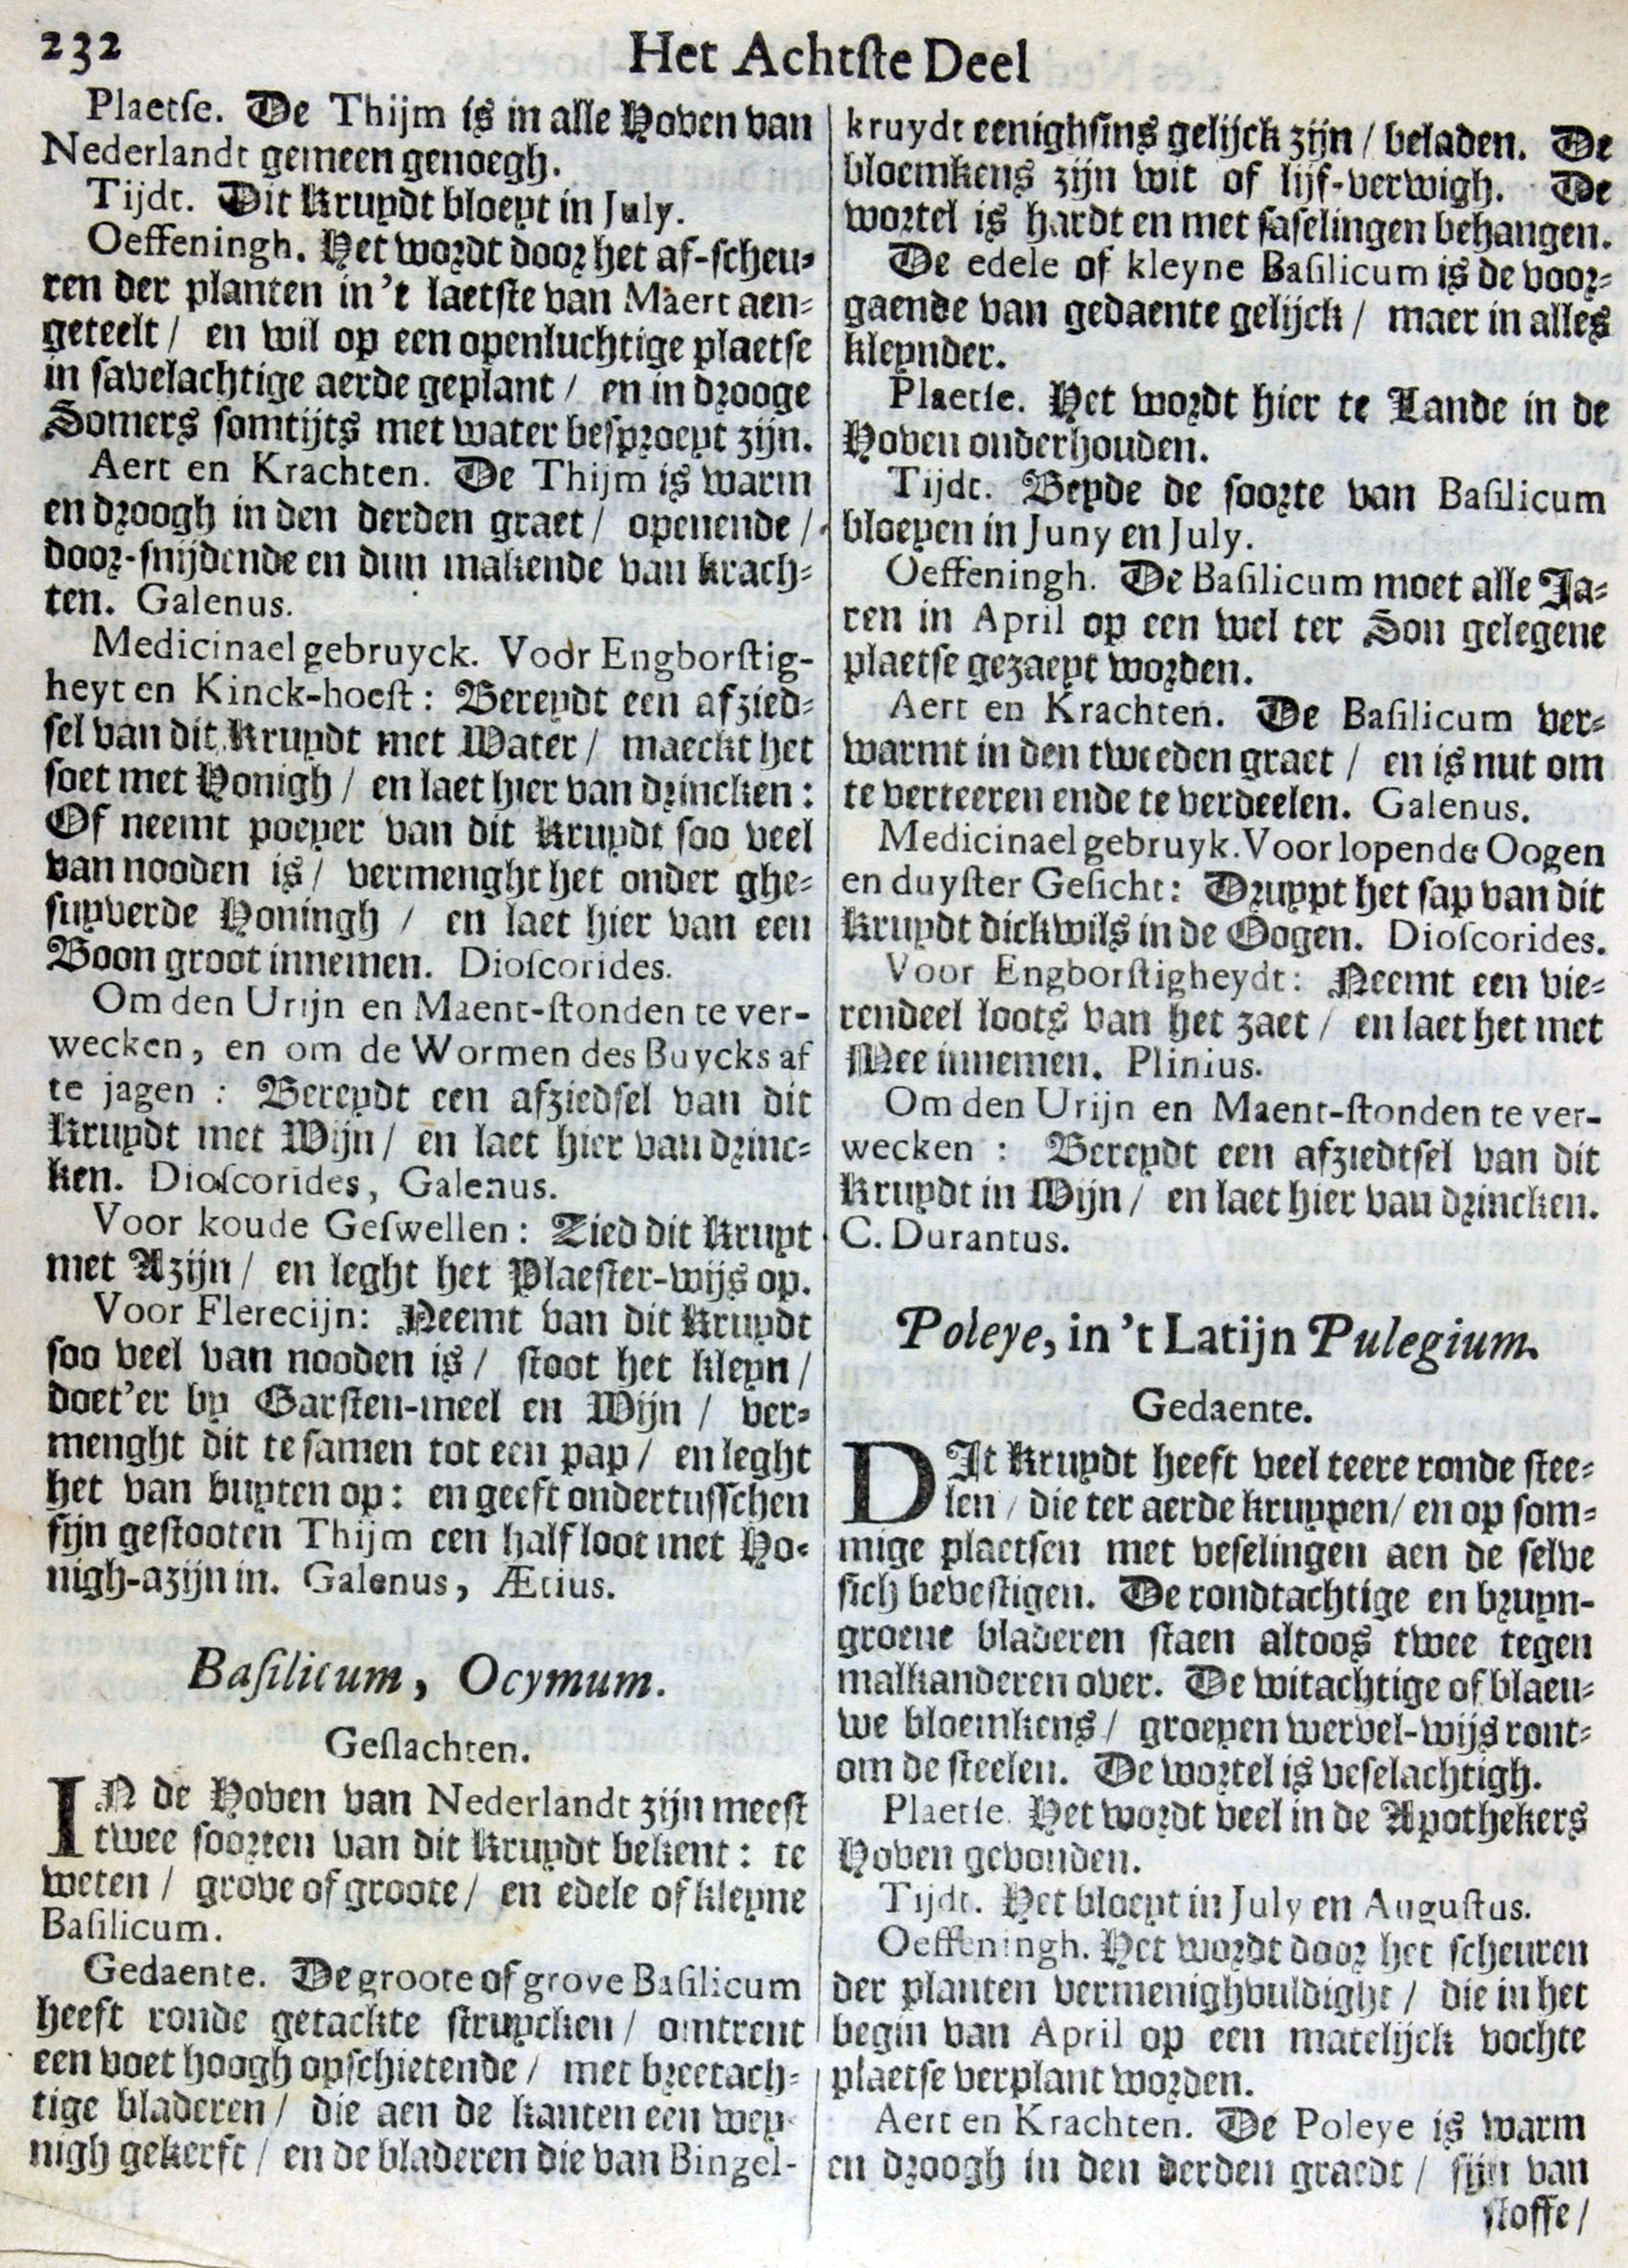 232
Het Achtſte Deel
Plaetſe. De Thijm is in alle Hoven van
Nederlandt gemeen genoegh.
Tijdt. Dit Kruydt bloeyt in July.
Oeffeningh. Het wordt door het af-scheu-
ren der planten in 't laetste van Maert aen-
geteelt / en wil op een openluchtige plaetse
in savelachtige aerde geplant / en in drooge
Somers somtijts met water besproeyt zijn.
Aert en Krachten. De Thijm is warm
en droogh in den derden graet / openende /
door-snijdende en dun makende van krach-
ten. Galenus.
Medicinael gebruyck. Voor Engborſtig-
heyt en Kinck-hoeſt: Bereydt een afzied-
sel van dit Kruydt met Water / maeckt het
soet met Honigh / en laet hier van drincken:
Of neemt poeyer van dit Kruydt soo veel
van nooden is / vermenght het onder ghe-
suyverde Honingh / en laet hier van een
Boon groot innemen. Dioſcorides.
Om den Urijn en Maent-ſtonden te ver-
wecken, en om de Wormen des Buycks af
te jagen : Bereydt een afziedsel van dit
Kruydt met Wijn / en laet hier van drinc-
ken. Dioſcorides, Galenus.
Voor koude Geſwellen: Zied dit Kruyt
met Azijn / en leght het Plaester-wijs op.
Voor Flerecijn: Neemt van dit Kruydt
soo veel van nooden is / stoot het kleyn /
doet'er by Garsten-meel en Wijn / ver-
menght dit te samen tot een pap / en leght
het van buyten op: en geeft ondertusschen
fijn gestooten Thijm een half loot met Ho-
nigh-azijn in. Galenus, Ætius.
Baſilicum, Ocymum.
Geſlachten.
IN de Hoven van Nederlandt zijn meest
twee soorten van dit Kruydt bekent: te
weten / grove of groote / en edele of kleyne
Baſilicum.
Gedaente. De groote of grove Baſilicum
heeft ronde getackte struycken / omtrent
een voet hoogh opschietende / met breetach-
tige bladeren / die aen de kanten een wey-
nigh gekerft / en de bladeren die van Bingel-
kruydt eenighsins gelijck zijn / beladen. De
bloemkens zijn wit of lijf-verwigh. De
wortel is hardt en met faselingen behangen.
De edele of kleyne Baſilicum is de voor-
gaende van gedaente gelijck / maer in alles
kleynder.
Plaetſe. Het wordt hier te Lande in de
Hoven onderhouden.
Tijdt. Beyde de soorte van Baſilicum
bloeyen in Juny en July.
Oeffeningh. De Baſilicum moet alle Ja-
ren in April op een wel ter Son gelegene
plaetse gezaeyt worden.
Aert en Krachten. De Baſilicum ver-
warmt in den tweeden graet / en is nut om
te verteeren ende te verdeelen. Galenus.
Medicinael gebruyk. Voor lopende Oogen
en duyſter Geſicht: Druppt het sap van dit
Kruydt dickwils in de Oogen. Dioſcorides.
Voor Engborſtigheydt: Neemt een vie-
rendeel loots van het zaet / en laet het met
Mee innemen. Plinius.
Om den Urijn en Maent-ſtonden te ver-
wecken : Bereydt een afziedtsel van dit
Kruydt in Wijn / en laet hier van drincken.
C. Durantus.
Poleye, in 't Latijn Pulegium.
Gedaente.
DIt Kruydt heeft veel teere ronde stee-
len / die ter aerde kruypen / en op som-
mige plaetsen met veselingen aen de selve
sich bevestigen. De rondtachtige en bruyn-
groene bladeren staen altoos twee tegen
malkanderen over. De witachtige of blaeu-
we bloemkens / groeyen wervel-wijs ront-
om de steelen. De wortel is veselachtigh.
Plaetſe. Het wordt veel in de Apothekers
Hoven gevonden.
Tijdt. Het bloeyt in July en Auguſtus.
Oeffeningh. Het wordt door het scheuren
der planten vermenighvuldight / die in het
begin van April op een matelijck vochte
plaetse verplant worden.
Aert en Krachten. De Poleye is warm
en droogh in den derden graedt / fijn van
stoffe /